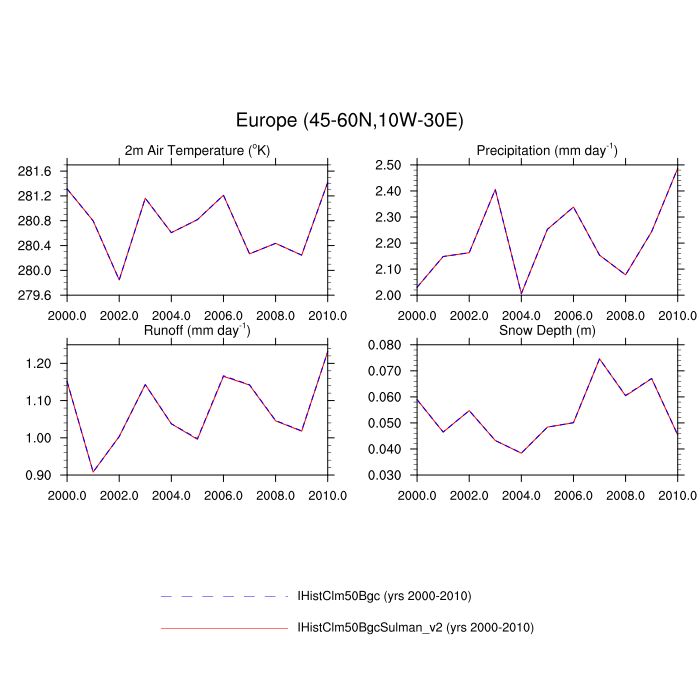 Europe (45-60N,10W-30E)
2m Air Temperature (°K)
Precipitation (mm day⁻¹)
281.6
281.2
280.8
280.4
280.0
279.6
2000.0 2002.0 2004.0 2006.0 2008.0 2010.0
2.50
2.40
2.30
2.20
2.10
2.00
2000.0 2002.0 2004.0 2006.0 2008.0 2010.0
Runoff (mm day⁻¹)
Snow Depth (m)
1.20
1.10
1.00
0.90
2000.0 2002.0 2004.0 2006.0 2008.0 2010.0
0.080
0.070
0.060
0.050
0.040
0.030
2000.0 2002.0 2004.0 2006.0 2008.0 2010.0
IHistClm50Bgc (yrs 2000-2010)
IHistClm50BgcSulman_v2 (yrs 2000-2010)